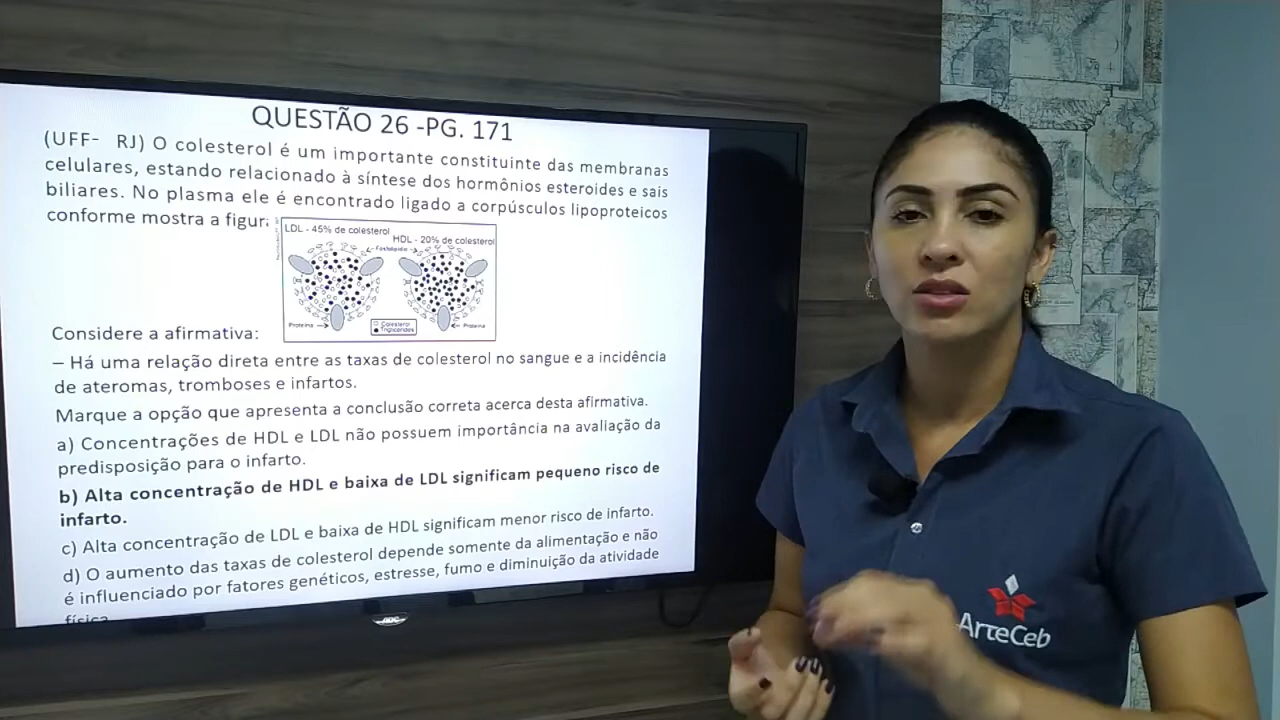 QUESTÃO 26 -PG. 171
(UFF- RJ) O colesterol é um importante constituinte das membranas
celulares, estando relacionado à síntese dos hormônios esteroides e sais
biliares. No plasma ele é encontrado ligado a corpúsculos lipoproteicos
conforme mostra a figur
LDL - 45% de colesterol
HDL - 20% de colesterol
Fosfolípide
Proteína
Colesterol
Triglicérides
Proteína
Considere a afirmativa:
– Há uma relação direta entre as taxas de colesterol no sangue e a incidência
de ateromas, tromboses e infartos.
Marque a opção que apresenta a conclusão correta acerca desta afirmativa.
a) Concentrações de HDL e LDL não possuem importância na avaliação da
predisposição para o infarto.
b) Alta concentração de HDL e baixa de LDL significam pequeno risco de
infarto.
c) Alta concentração de LDL e baixa de HDL significam menor risco de infarto.
d) O aumento das taxas de colesterol depende somente da alimentação e não
é influenciado por fatores genéticos, estresse, fumo e diminuição da atividade
física
AOC
ArteCeb